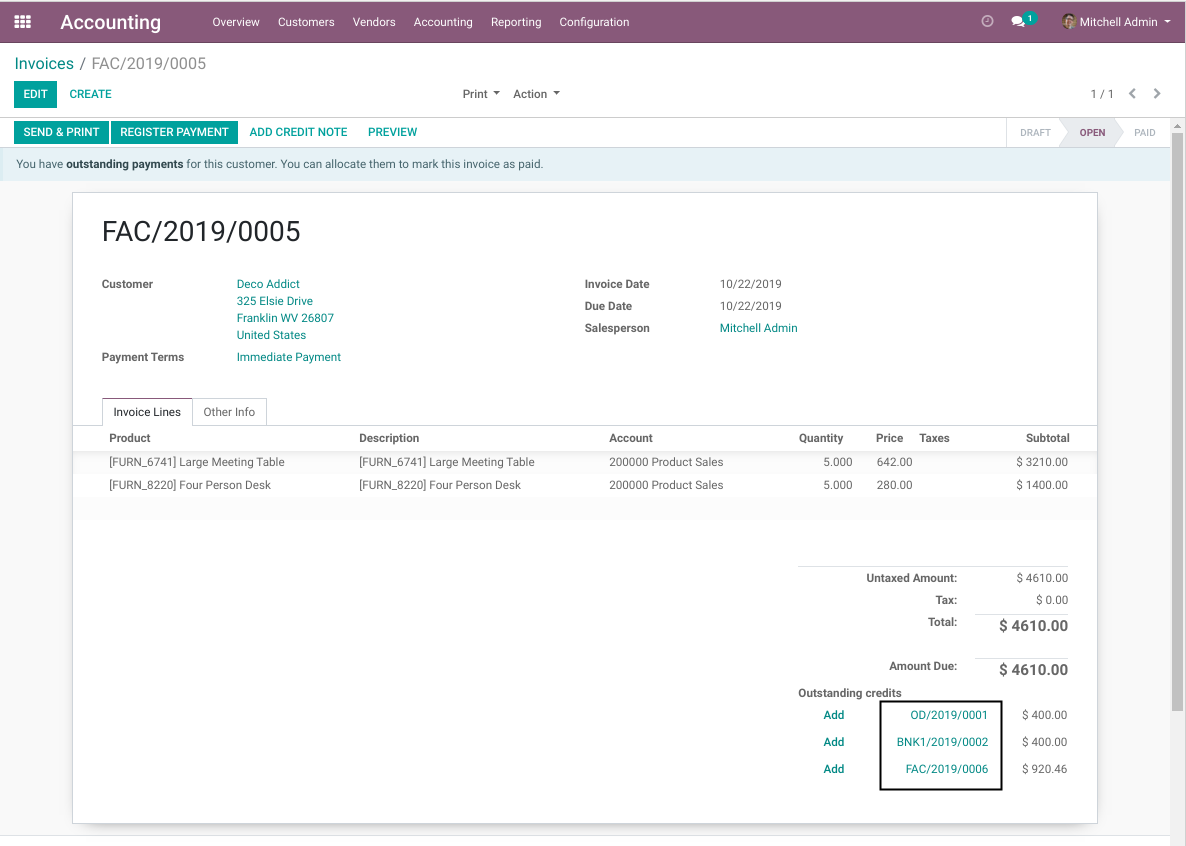 Accounting Overview Customers Vendors Accounting Reporting Configuration 1 Mitchell Admin
Invoices / FAC/2019/0005
EDIT CREATE Print Action 1 / 1
SEND & PRINT REGISTER PAYMENT ADD CREDIT NOTE PREVIEW DRAFT OPEN PAID
You have outstanding payments for this customer. You can allocate them to mark this invoice as paid.
FAC/2019/0005
Customer Deco Addict Invoice Date 10/22/2019
325 Elsie Drive
Due Date 10/22/2019
Franklin WV 26807
Salesperson Mitchell Admin
United States
Payment Terms Immediate Payment
Invoice Lines Other Info
Product Description Account Quantity Price Taxes Subtotal
[FURN_6741] Large Meeting Table [FURN_6741] Large Meeting Table 200000 Product Sales 5.000 642.00 $ 3210.00
[FURN_8220] Four Person Desk [FURN_8220] Four Person Desk 200000 Product Sales 5.000 280.00 $ 1400.00
Untaxed Amount: $ 4610.00
Tax: $ 0.00
Total: $ 4610.00
Amount Due: $ 4610.00
Outstanding credits
Add OD/2019/0001 $ 400.00
Add BNK1/2019/0002 $ 400.00
Add FAC/2019/0006 $ 920.46